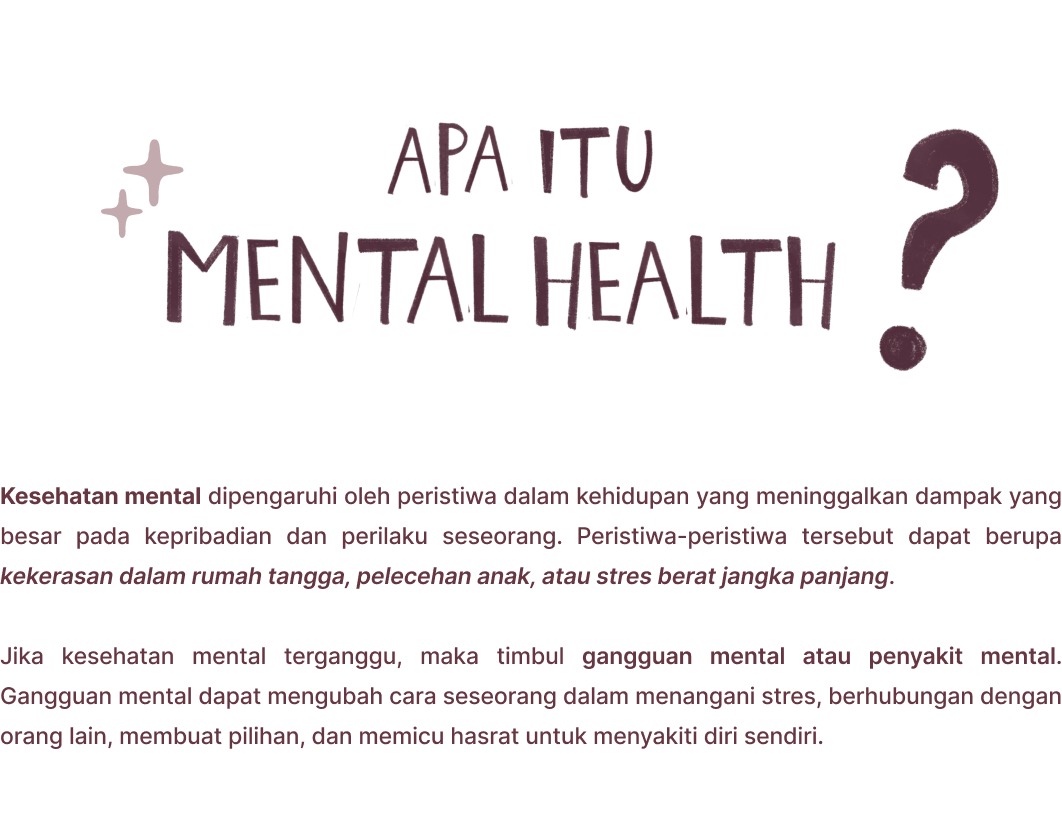 APA ITU
MENTAL HEALTH ?
Kesehatan mental dipengaruhi oleh peristiwa dalam kehidupan yang meninggalkan dampak yang
besar pada kepribadian dan perilaku seseorang. Peristiwa-peristiwa tersebut dapat berupa
kekerasan dalam rumah tangga, pelecehan anak, atau stres berat jangka panjang.
Jika kesehatan mental terganggu, maka timbul gangguan mental atau penyakit mental.
Gangguan mental dapat mengubah cara seseorang dalam menangani stres, berhubungan dengan
orang lain, membuat pilihan, dan memicu hasrat untuk menyakiti diri sendiri.